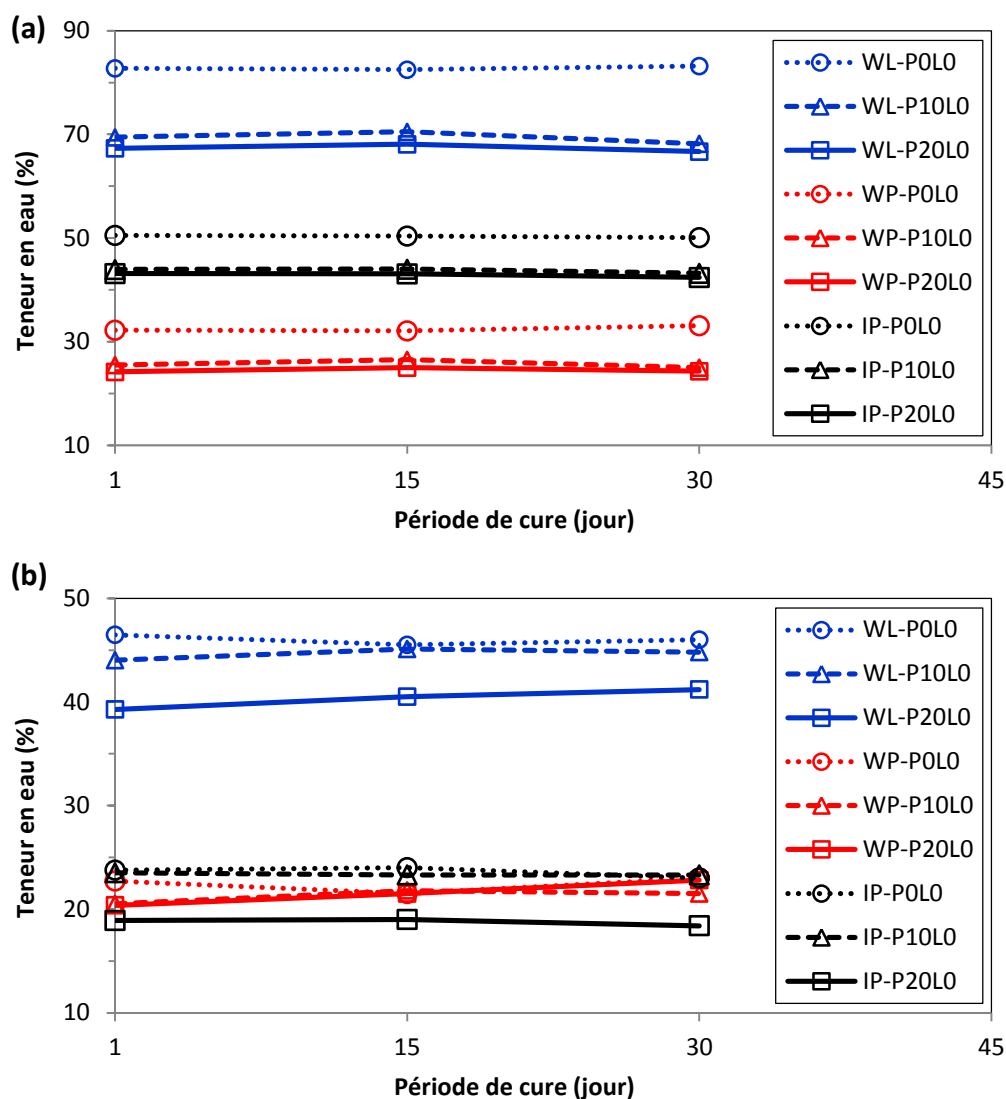 (a)
Teneur en eau (%)
90
70
50
30
10
1
15
30
45
Période de cure (jour)
WL-P0L0
WL-P10L0
WL-P20L0
WP-P0L0
WP-P10L0
WP-P20L0
IP-P0L0
IP-P10L0
IP-P20L0
(b)
Teneur en eau (%)
50
40
30
20
10
1
15
30
45
Période de cure (jour)
WL-P0L0
WL-P10L0
WL-P20L0
WP-P0L0
WP-P10L0
WP-P20L0
IP-P0L0
IP-P10L0
IP-P20L0